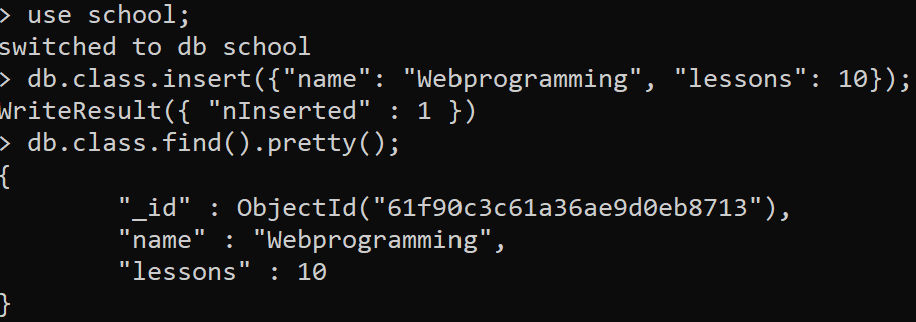 > use school;
switched to db school
> db.class.insert({"name": "Webprogramming", "lessons": 10});
WriteResult({ "nInserted" : 1 })
> db.class.find().pretty();
{
        "_id" : ObjectId("61f90c3c61a36ae9d0eb8713"),
        "name" : "Webprogramming",
        "lessons" : 10
}